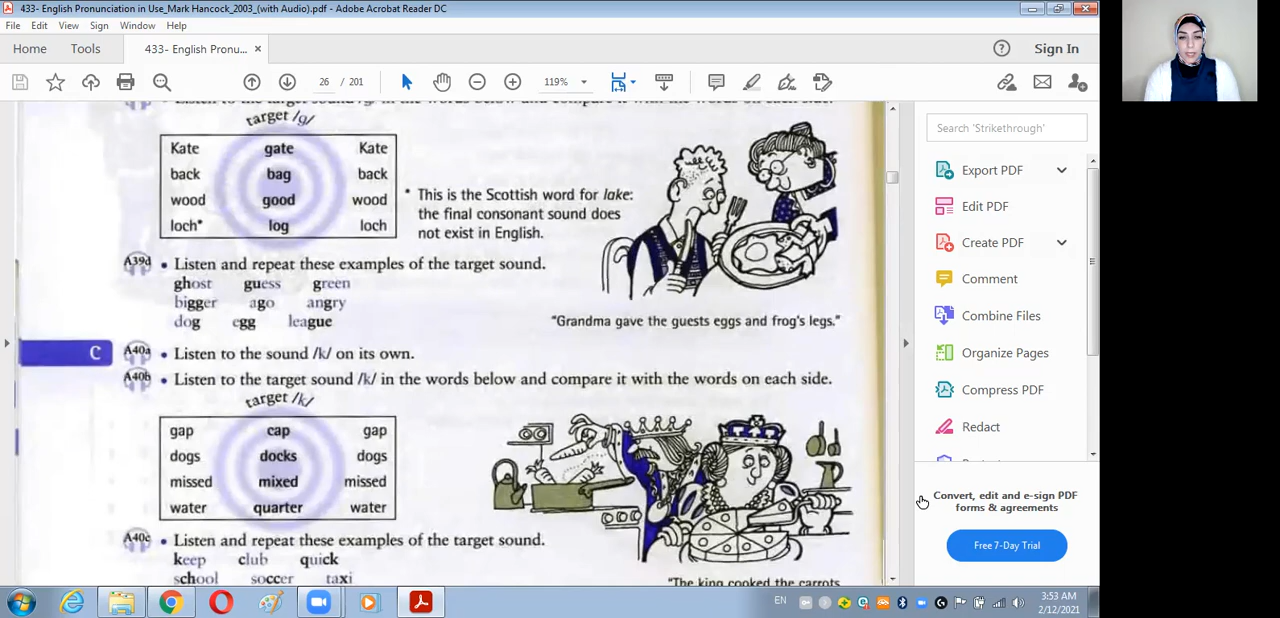 433- English Pronunciation in Use_Mark Hancock_2003_(with Audio).pdf - Adobe Acrobat Reader DC
File Edit View Sign Window Help
Home Tools 433- English Pronu... × Sign In
26 / 201 119%
target /g/
Kate gate Kate
back bag back
wood good wood
loch* log loch
* This is the Scottish word for lake:
the final consonant sound does
not exist in English.
A39d • Listen and repeat these examples of the target sound.
ghost guess green
bigger ago angry
dog egg league
"Grandma gave the guests eggs and frog's legs."
C A40a • Listen to the sound /k/ on its own.
A40b • Listen to the target sound /k/ in the words below and compare it with the words on each side.
target /k/
gap cap gap
dogs docks dogs
missed mixed missed
water quarter water
A40c • Listen and repeat these examples of the target sound.
keep club quick
school soccer taxi
"The king cooked the carrots
Search 'Strikethrough'
Export PDF
Edit PDF
Create PDF
Comment
Combine Files
Organize Pages
Compress PDF
Redact
Convert, edit and e-sign PDF
forms & agreements
Free 7-Day Trial
EN
3:53 AM
2/12/2021